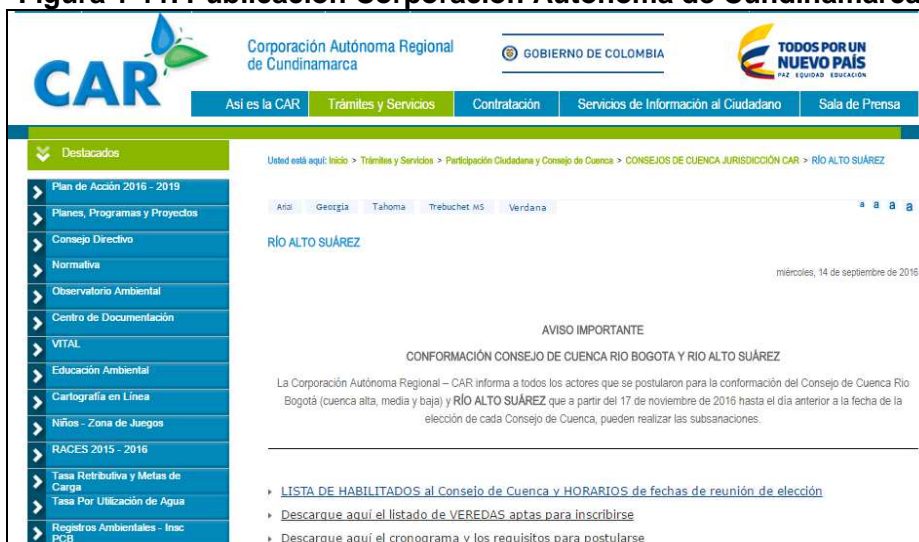 Figura 1-11. Publicación Corporación Autónoma de Cundinamarca
CAR
Corporación Autónoma Regional
de Cundinamarca
GOBIERNO DE COLOMBIA
TODOS POR UN
NUEVO PAÍS
PAZ EQUIDAD EDUCACIÓN
Asi es la CAR
Trámites y Servicios
Contratación
Servicios de Información al Ciudadano
Sala de Prensa
Destacados
Plan de Acción 2016 - 2019
Planes, Programas y Proyectos
Consejo Directivo
Normativa
Observatorio Ambiental
Centro de Documentación
VITAL
Educación Ambiental
Cartografía en Línea
Niños - Zona de Juegos
RACES 2015 - 2016
Tasa Retributiva y Metas de
Carga
Tasa Por Utilización de Agua
Registros Ambientales - Insc
PCB
Usted está aquí: Inicio > Trámites y Servicios > Participación Ciudadana y Consejo de Cuenca > CONSEJOS DE CUENCA JURISDICCIÓN CAR > RÍO ALTO SUÁREZ
Arial Georgia Tahoma Trebuchet MS Verdana
a a a a
RÍO ALTO SUÁREZ
miércoles, 14 de septiembre de 2016
AVISO IMPORTANTE
CONFORMACIÓN CONSEJO DE CUENCA RIO BOGOTA Y RIO ALTO SUÁREZ
La Corporación Autónoma Regional – CAR informa a todos los actores que se postularon para la conformación del Consejo de Cuenca Rio
Bogotá (cuenca alta, media y baja) y RÍO ALTO SUÁREZ que a partir del 17 de noviembre de 2016 hasta el día anterior a la fecha de la
elección de cada Consejo de Cuenca, pueden realizar las subsanaciones.
LISTA DE HABILITADOS al Consejo de Cuenca y HORARIOS de fechas de reunión de elección
Descargue aquí el listado de VEREDAS aptas para inscribirse
Descargue aquí el cronograma y los requisitos para postularse